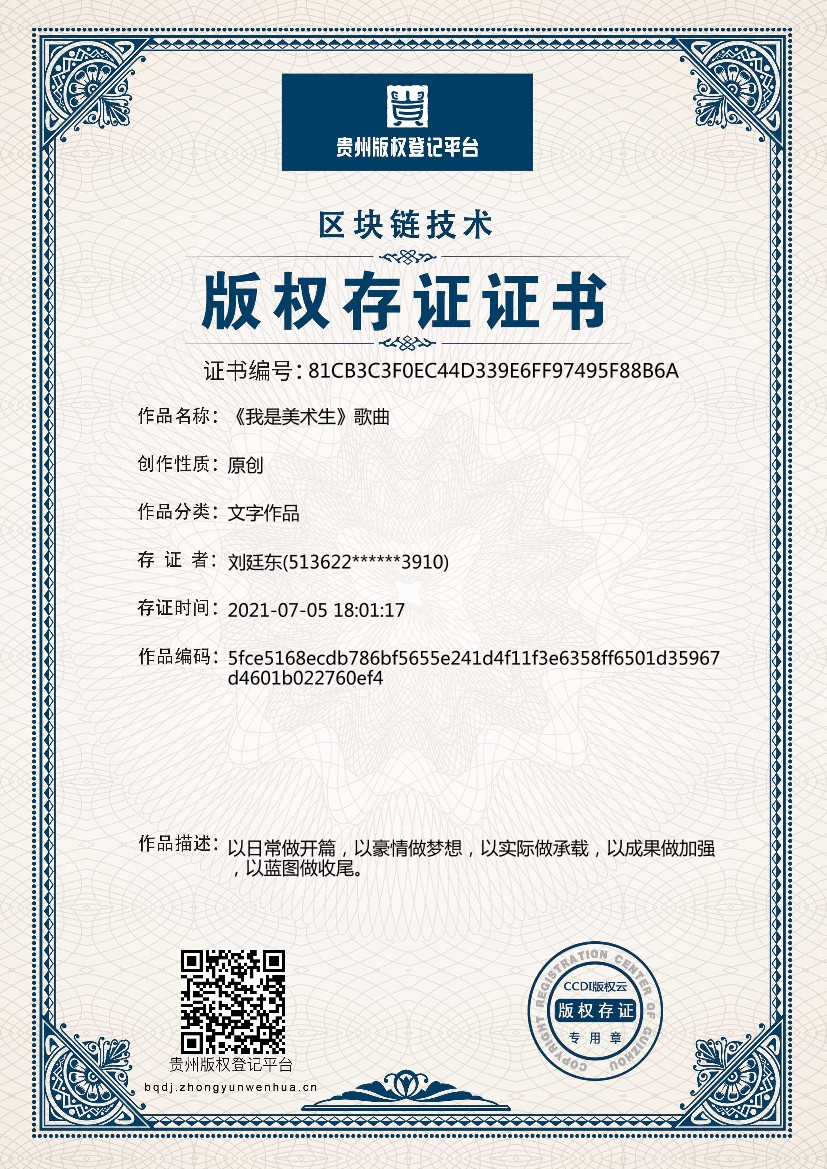 贵州版权登记平台
区块链技术
版权存证证书
证书编号：81CB3C3F0EC44D339E6FF97495F88B6A
作品名称：《我是美术生》歌曲
创作性质：原创
作品分类：文字作品
存 证 者：刘廷东(513622******3910)
存证时间：2021-07-05 18:01:17
作品编码：5fce5168ecdb786bf5655e241d4f11f3e6358ff6501d35967
d4601b022760ef4
作品描述：以日常做开篇，以豪情做梦想，以实际做承载，以成果做加强
，以蓝图做收尾。
贵州版权登记平台
bqdj.zhongyunwenhua.cn
COPYRIGHT REGISTRATION CENTER OF GUIZHOU
CCDI版权云
版权存证
专用章